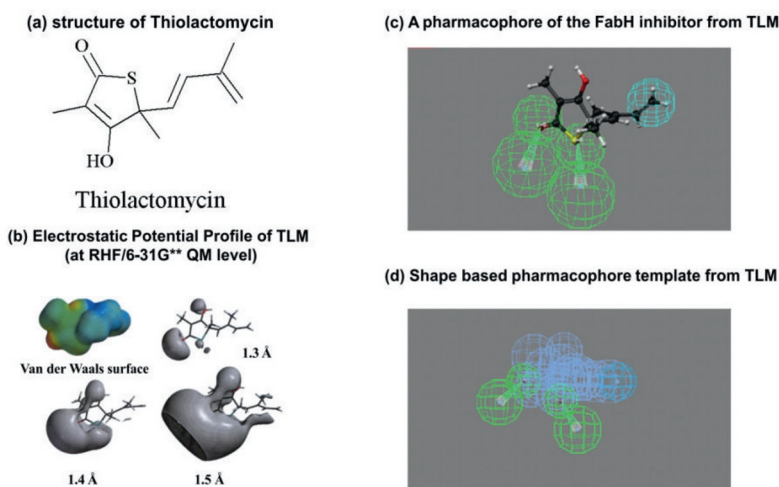 (a) structure of Thiolactomycin
O
S
HO
Thiolactomycin
(b) Electrostatic Potential Profile of TLM
(at RHF/6-31G** QM level)
Van der Waals surface
1.3 Å
1.4 Å
1.5 Å
(c) A pharmacophore of the FabH inhibitor from TLM
(d) Shape based pharmacophore template from TLM